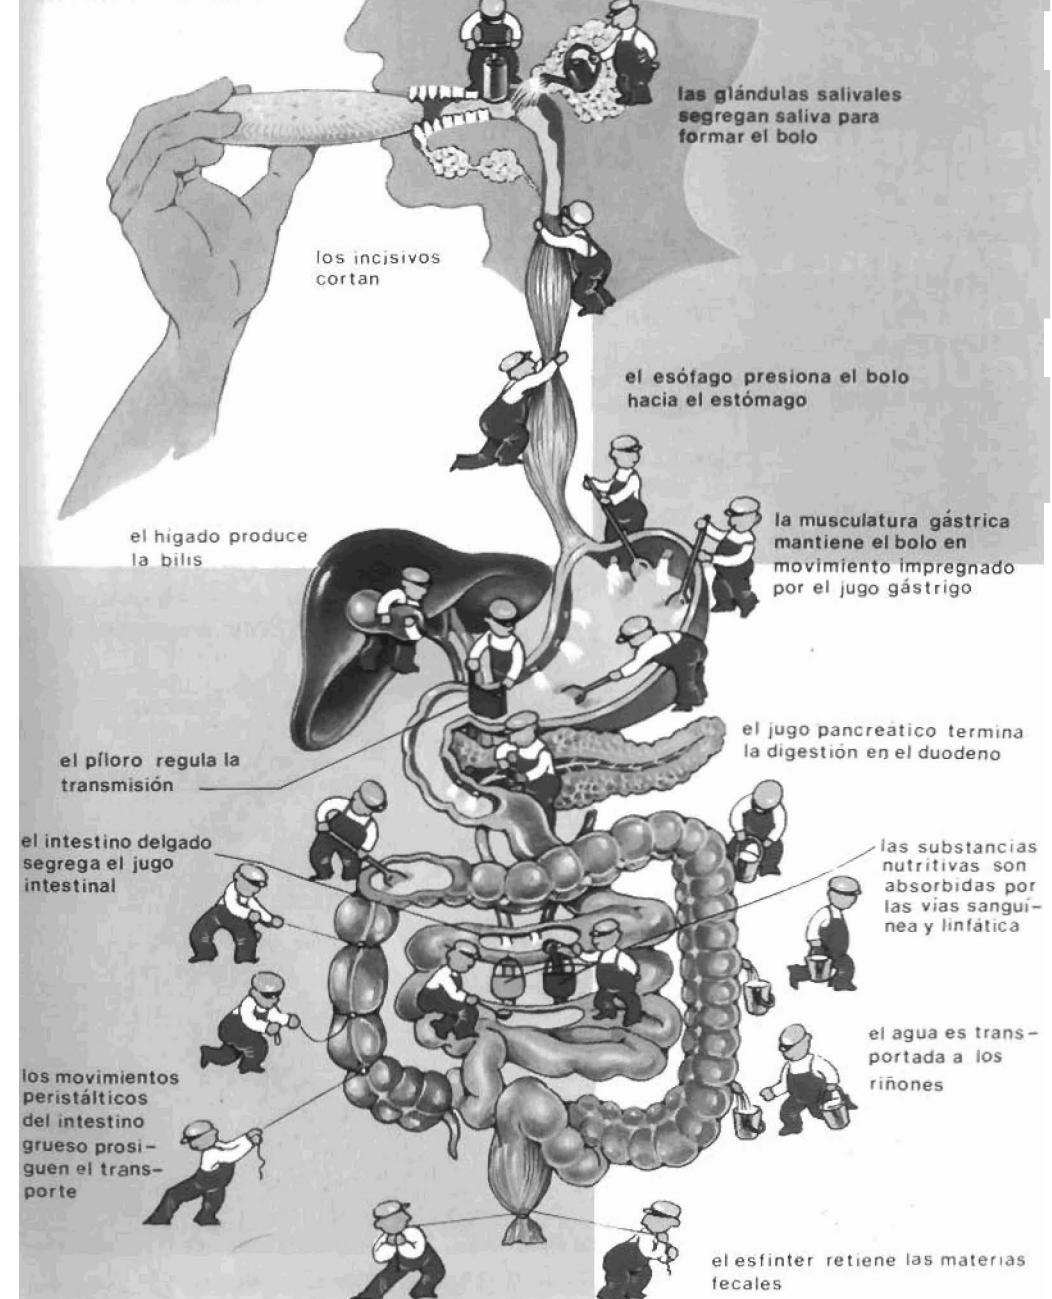 las glándulas salivales
segregan saliva para
formar el bolo
los incisivos
cortan
el esófago presiona el bolo
hacia el estómago
la musculatura gástrica
mantiene el bolo en
movimiento impregnado
por el jugo gástrigo
el hígado produce
la bilis
el jugo pancreático termina
la digestión en el duodeno
el píloro regula la
transmisión
el intestino delgado
segrega el jugo
intestinal
las substancias
nutritivas son
absorbidas por
las vías sanguí-
nea y linfática
el agua es trans-
portada a los
riñones
los movimientos
peristálticos
del intestino
grueso prosi-
guen el trans-
porte
el esfinter retiene las materias
fecales